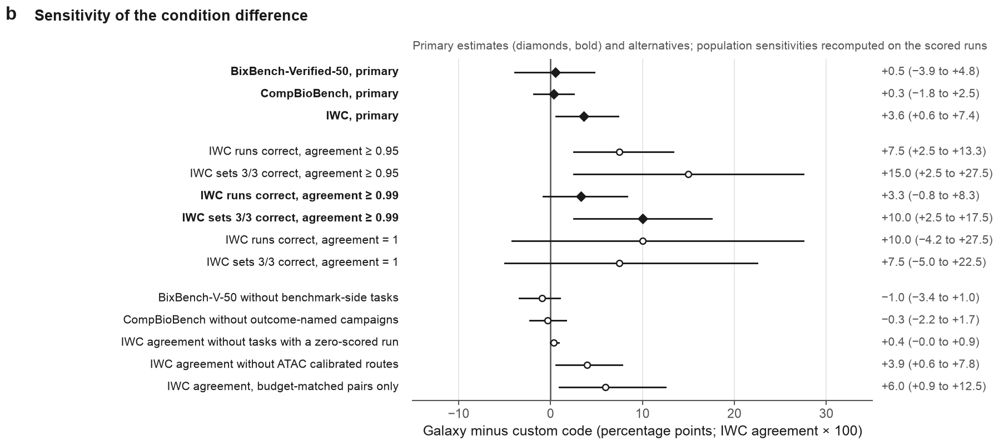 b Sensitivity of the condition difference
Primary estimates (diamonds, bold) and alternatives; population sensitivities recomputed on the scored runs
BixBench-Verified-50, primary +0.5 (−3.9 to +4.8)
CompBioBench, primary +0.3 (−1.8 to +2.5)
IWC, primary +3.6 (+0.6 to +7.4)
IWC runs correct, agreement ≥ 0.95 +7.5 (+2.5 to +13.3)
IWC sets 3/3 correct, agreement ≥ 0.95 +15.0 (+2.5 to +27.5)
IWC runs correct, agreement ≥ 0.99 +3.3 (−0.8 to +8.3)
IWC sets 3/3 correct, agreement ≥ 0.99 +10.0 (+2.5 to +17.5)
IWC runs correct, agreement = 1 +10.0 (−4.2 to +27.5)
IWC sets 3/3 correct, agreement = 1 +7.5 (−5.0 to +22.5)
BixBench-V-50 without benchmark-side tasks −1.0 (−3.4 to +1.0)
CompBioBench without outcome-named campaigns −0.3 (−2.2 to +1.7)
IWC agreement without tasks with a zero-scored run +0.4 (−0.0 to +0.9)
IWC agreement without ATAC calibrated routes +3.9 (+0.6 to +7.8)
IWC agreement, budget-matched pairs only +6.0 (+0.9 to +12.5)
−10 0 10 20 30
Galaxy minus custom code (percentage points; IWC agreement × 100)